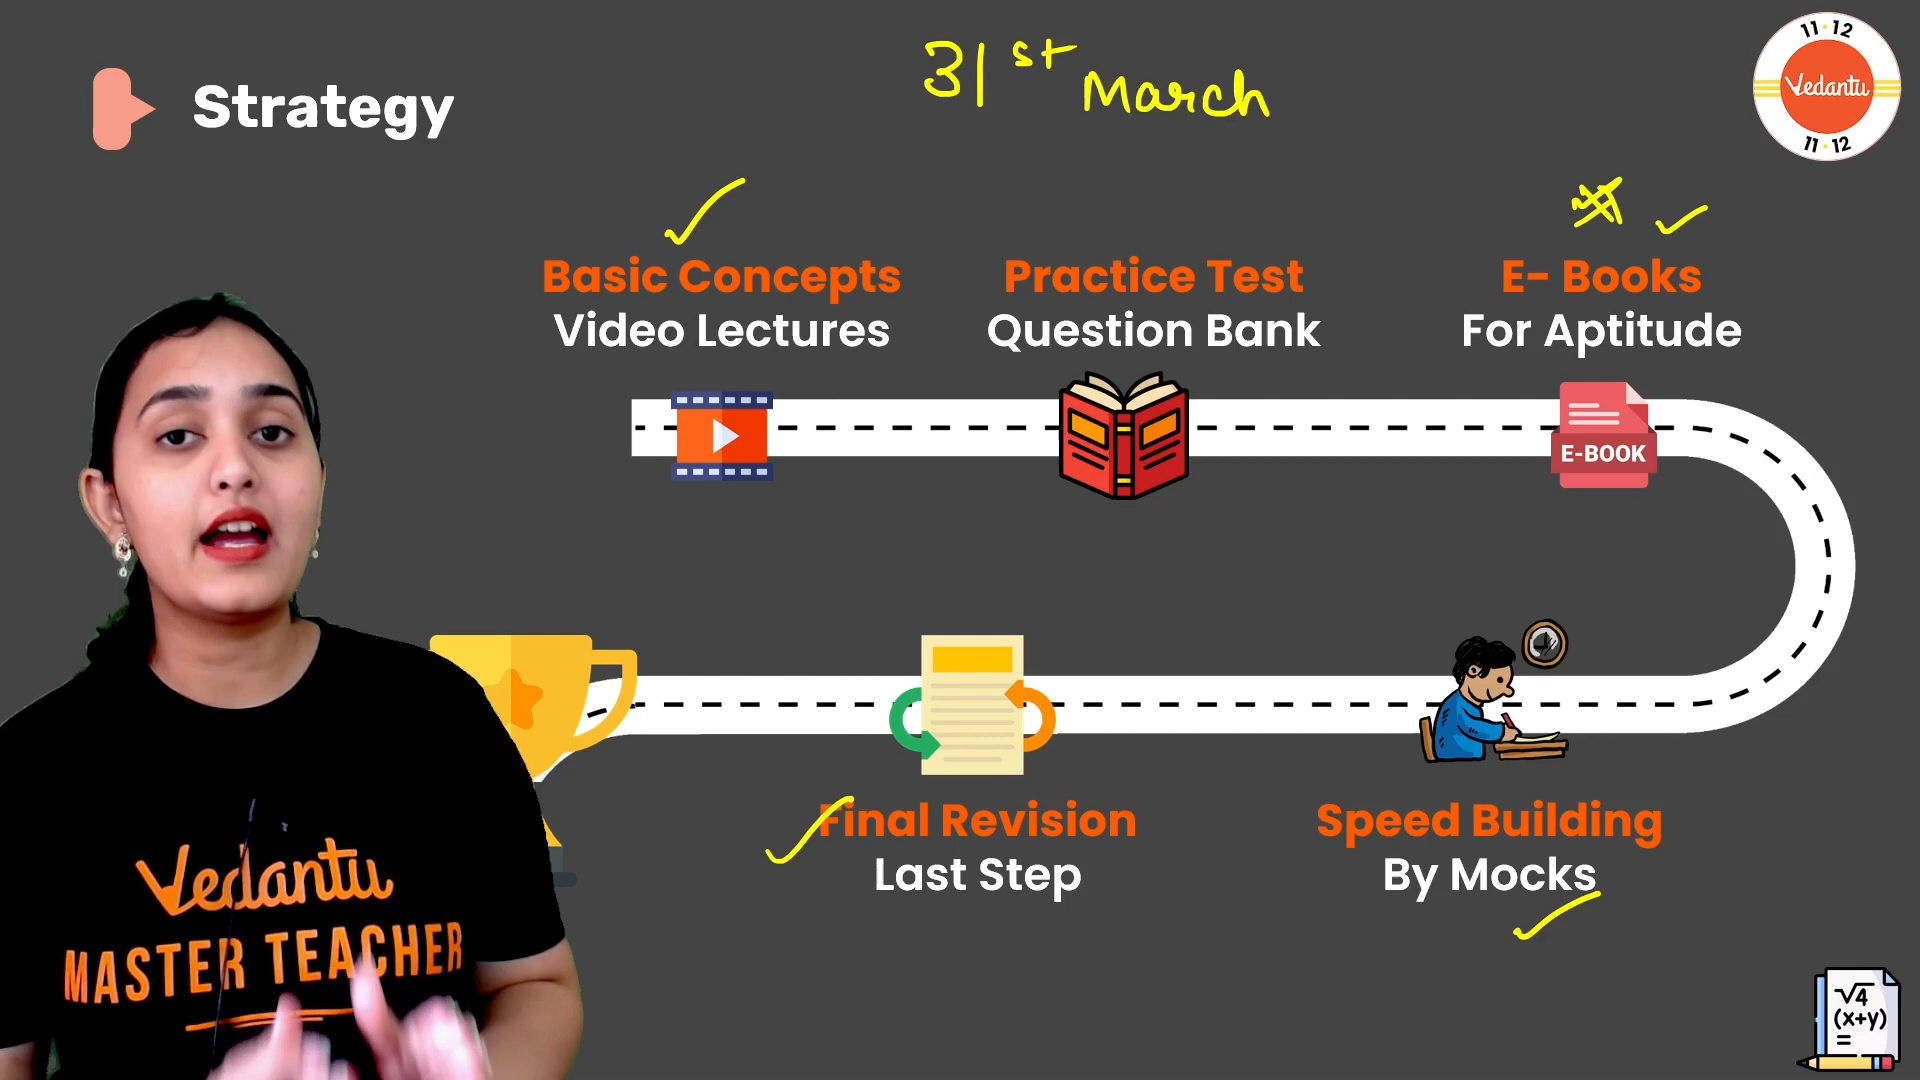 Strategy
31st March
11·12
Vedantu
11·12
Basic Concepts
Video Lectures
Practice Test
Question Bank
E- Books
For Aptitude
E-BOOK
Final Revision
Last Step
Speed Building
By Mocks
Vedantu
MASTER TEACHER
√4
(x+y)
=